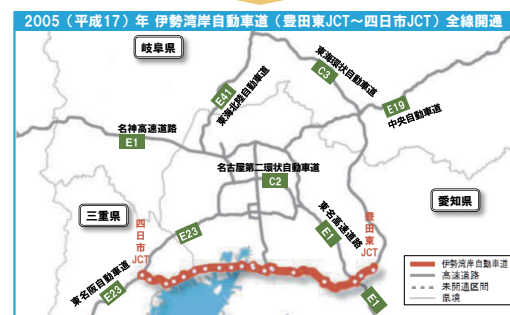 2005（平成17）年 伊勢湾岸自動車道（豊田東JCT～四日市JCT）全線開通
岐阜県
東海環状自動車道
C3
E41
東海北陸自動車道
E19
中央自動車道
名神高速道路
E1
名古屋第二環状自動車道
C2
愛知県
三重県
四日市JCT
E23
東名高速道路
E1
豊田東JCT
東名阪自動車道
E23
E1
伊勢湾岸自動車道
高速道路
未開通区間
県境